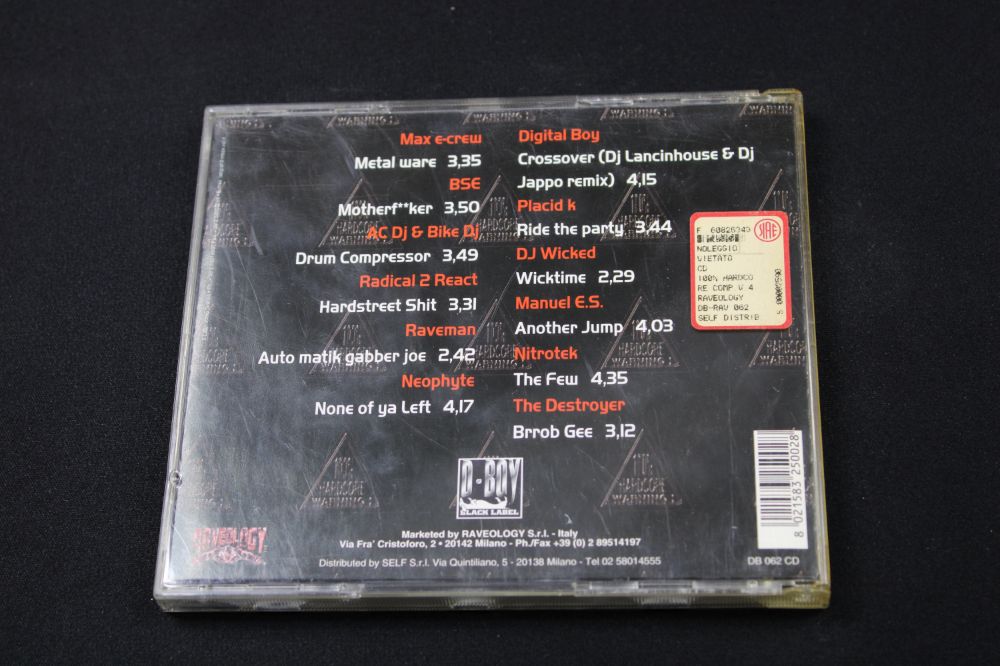 Max e-crew
Metal ware 3,35
BSE
Motherf**ker 3,50
AC Dj & Bike Dj
Drum Compressor 3,49
Radical 2 React
Hardstreet Shit 3,31
Raveman
Auto matik gabber joe 2,42
Neophyte
None of ya Left 4,17
Digital Boy
Crossover (Dj Lancinhouse & Dj
Jappo remix) 4,15
Placid k
Ride the party 3,44
DJ Wicked
Wicktime 2,29
Manuel E.S.
Another Jump 4,03
Nitrotek
The Few 4,35
The Destroyer
Brrob Gee 3,12
SIAE
NOLEGGIO
VIETATO
CD
100% HARDCO
RE COMP V 4
RAVEOLOGY
DB-RAV 062
SELF DISTRIB
100%
HARDCORE
WARNING
D-BOY
BLACK LABEL
RAVEOLOGY
Marketed by RAVEOLOGY S.r.l. - Italy
Via Fra' Cristoforo, 2 • 20142 Milano - Ph./Fax +39 (0) 2 89514197
Distributed by SELF S.r.l. Via Quintiliano, 5 - 20138 Milano - Tel 02 58014555
8 021583 250028
DB 062 CD